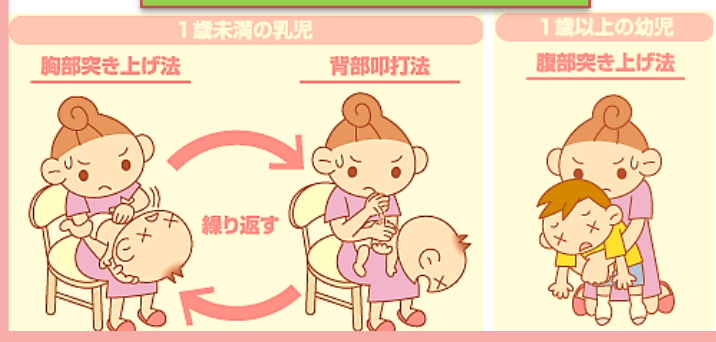 1歳未満の乳児
胸部突き上げ法
背部叩打法
繰り返す
1歳以上の幼児
腹部突き上げ法